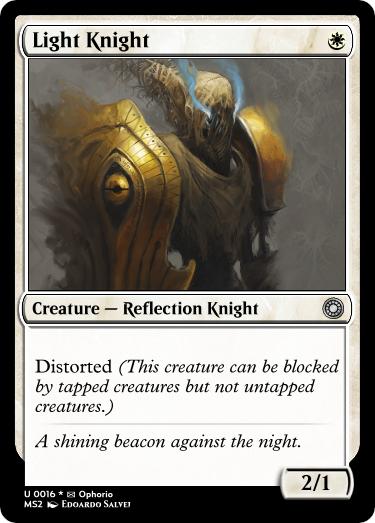 Light Knight
Creature — Reflection Knight
Distorted (This creature can be blocked
by tapped creatures but not untapped
creatures.)
A shining beacon against the night.
2/1
U 0016 * Ophorio
MS2 Edoardo Salvej